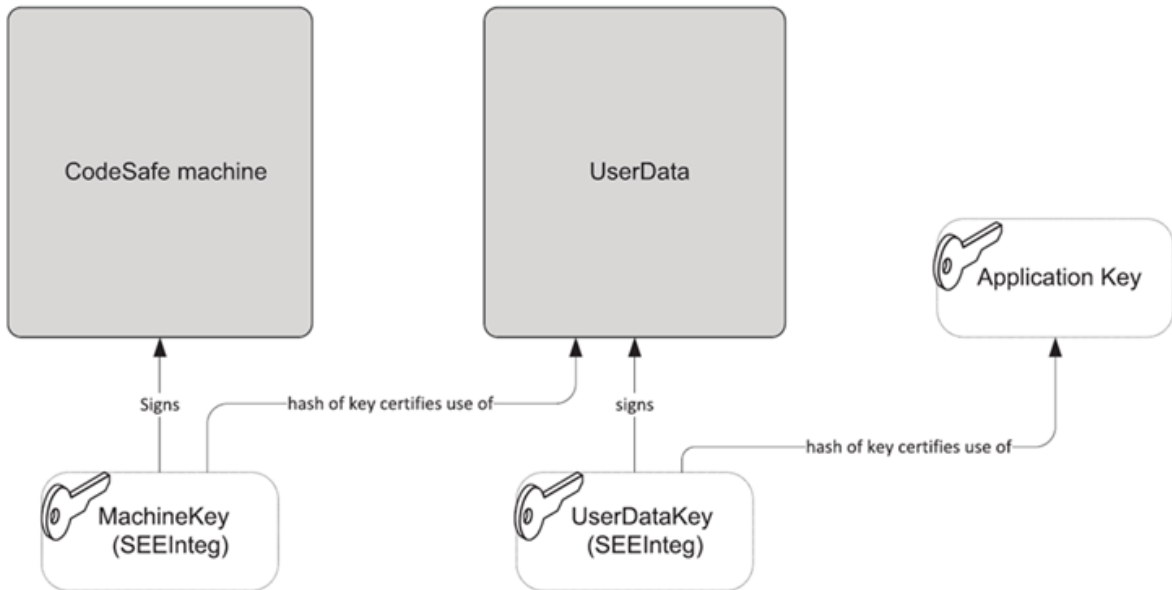 CodeSafe machine
UserData
Application Key
Signs
hash of key certifies use of
signs
hash of key certifies use of
MachineKey
(SEEInteg)
UserDataKey
(SEEInteg)